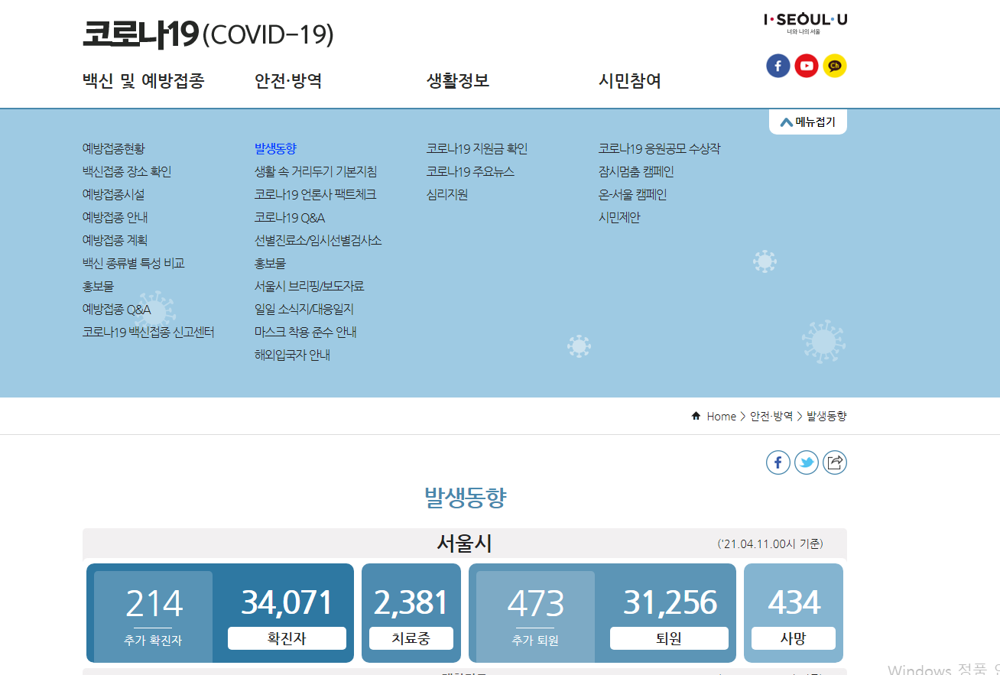 코로나19 (COVID-19)
I·SEOUL·U
너와 나의 서울
백신 및 예방접종 안전·방역 생활정보 시민참여
f
Ch
메뉴접기
예방접종현황 발생동향 코로나19 지원금 확인 코로나19 응원공모 수상작
백신접종 장소 확인 생활 속 거리두기 기본지침 코로나19 주요뉴스 잠시멈춤 캠페인
예방접종시설 코로나19 언론사 팩트체크 심리지원 온-서울 캠페인
예방접종 안내 코로나19 Q&A 시민제안
예방접종 계획 선별진료소/임시선별검사소
백신 종류별 특성 비교 홍보물
홍보물 서울시 브리핑/보도자료
예방접종 Q&A 일일 소식지/대응일지
코로나19 백신접종 신고센터 마스크 착용 준수 안내
해외입국자 안내
Home > 안전·방역 > 발생동향
f
발생동향
서울시 ('21.04.11.00시 기준)
214 34,071 2,381 473 31,256 434
추가 확진자 확진자 치료중 추가 퇴원 퇴원 사망
Windows 정품